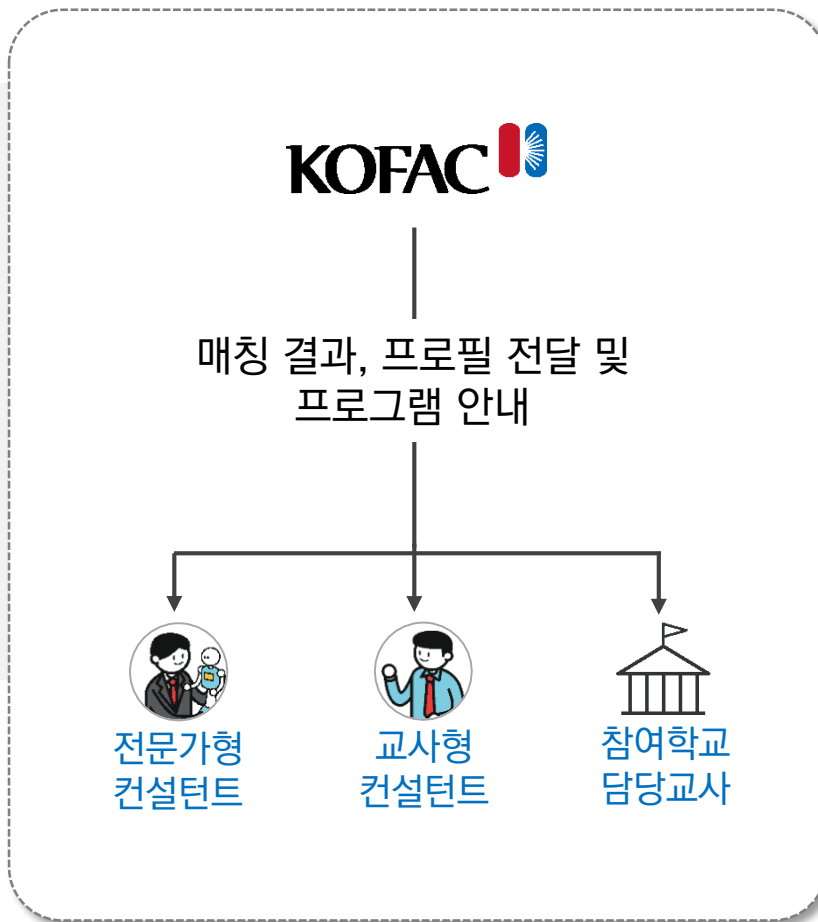 KOFAC
매칭 결과, 프로필 전달 및
프로그램 안내
전문가형
컨설턴트
교사형
컨설턴트
참여학교
담당교사